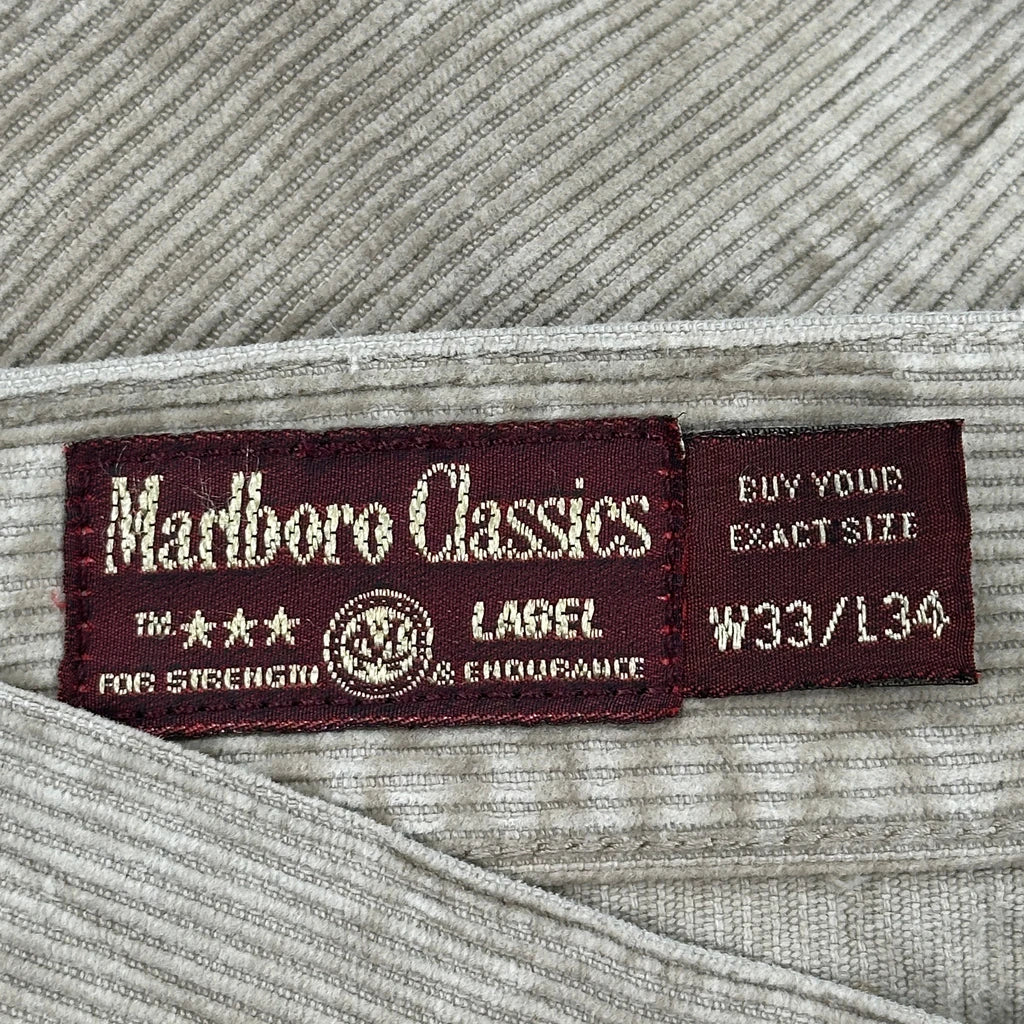 Marlboro Classics
TM ★★★ LABEL
FOR STRENGTH & ENDURANCE
BUY YOUR
EXACT SIZE
W33/L34